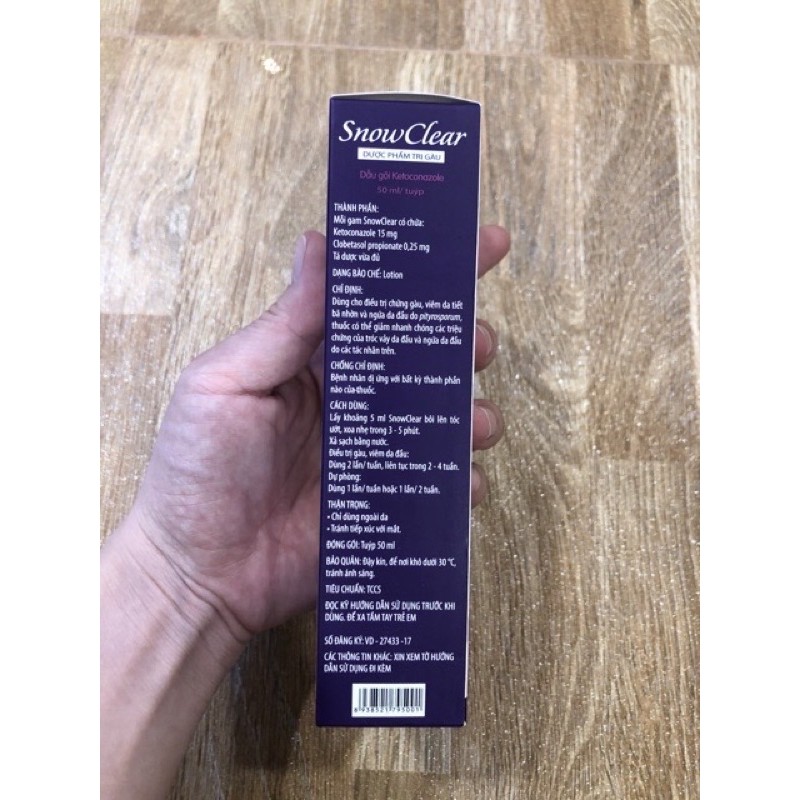 SnowClear
DƯỢC PHẨM TRỊ GÀU
Dầu gội Ketoconazole
50 ml/ tuýp
THÀNH PHẦN:
Mỗi gam SnowClear có chứa:
Ketoconazole 15 mg
Clobetasol propionate 0,25 mg
Tá dược vừa đủ
DẠNG BÀO CHẾ: Lotion
CHỈ ĐỊNH:
Dùng cho điều trị chứng gàu, viêm da tiết
bã nhờn và ngứa da đầu do pityrosporum,
thuốc có thể giảm nhanh chóng các triệu
chứng của tróc vảy da đầu và ngứa da đầu
do các tác nhân trên.
CHỐNG CHỈ ĐỊNH:
Bệnh nhân dị ứng với bất kỳ thành phần
nào của thuốc.
CÁCH DÙNG:
Lấy khoảng 5 ml SnowClear bôi lên tóc
ướt, xoa nhẹ trong 3 - 5 phút.
Xả sạch bằng nước.
Điều trị gàu, viêm da đầu:
Dùng 2 lần/ tuần, liên tục trong 2 - 4 tuần.
Dự phòng:
Dùng 1 lần/ tuần hoặc 1 lần/ 2 tuần.
THẬN TRỌNG:
• Chỉ dùng ngoài da
• Tránh tiếp xúc với mắt.
ĐÓNG GÓI: Tuýp 50 ml
BẢO QUẢN: Đậy kín, để nơi khô dưới 30 °C,
tránh ánh sáng.
TIÊU CHUẨN: TCCS
ĐỌC KỸ HƯỚNG DẪN SỬ DỤNG TRƯỚC KHI
DÙNG. ĐỂ XA TẦM TAY TRẺ EM
SỐ ĐĂNG KÝ: VD - 27433 -17
CÁC THÔNG TIN KHÁC: XIN XEM TỜ HƯỚNG
DẪN SỬ DỤNG ĐI KÈM
8 938521 795001